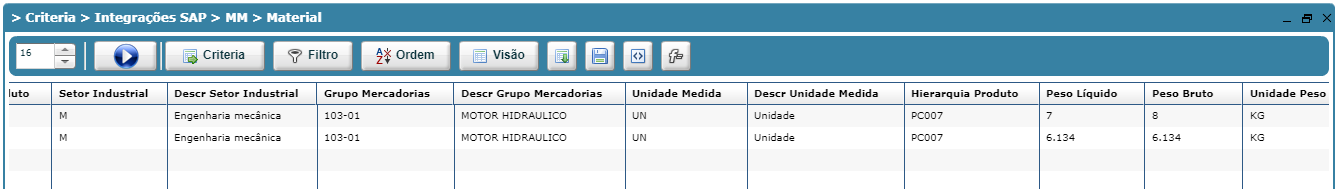 > Criteria > Integrações SAP > MM > Material
16 Criteria Filtro Ordem Visão
luto Setor Industrial Descr Setor Industrial Grupo Mercadorias Descr Grupo Mercadorias Unidade Medida Descr Unidade Medida Hierarquia Produto Peso Líquido Peso Bruto Unidade Peso
M Engenharia mecânica 103-01 MOTOR HIDRAULICO UN Unidade PC007 7 8 KG
M Engenharia mecânica 103-01 MOTOR HIDRAULICO UN Unidade PC007 6.134 6.134 KG